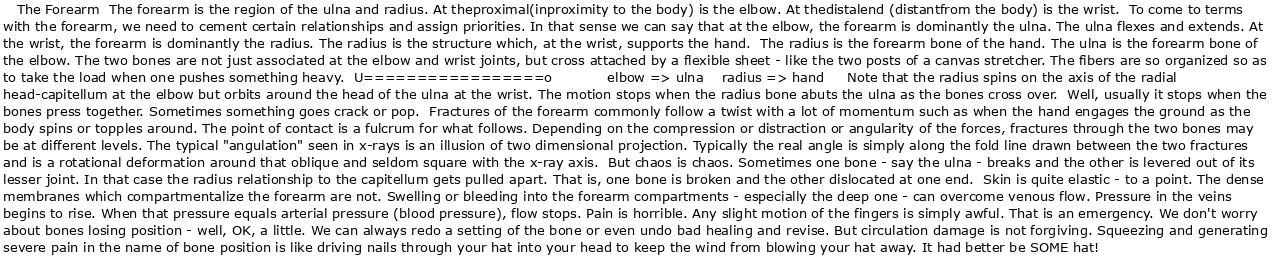 The Forearm  The forearm is the region of the ulna and radius. At theproximal(inproximity to the body) is the elbow. At thedistalend (distantfrom the body) is the wrist.  To come to terms
with the forearm, we need to cement certain relationships and assign priorities. In that sense we can say that at the elbow, the forearm is dominantly the ulna. The ulna flexes and extends. At
the wrist, the forearm is dominantly the radius. The radius is the structure which, at the wrist, supports the hand.  The radius is the forearm bone of the hand. The ulna is the forearm bone of
the elbow. The two bones are not just associated at the elbow and wrist joints, but cross attached by a flexible sheet - like the two posts of a canvas stretcher. The fibers are so organized so as
to take the load when one pushes something heavy.  U=================o          elbow => ulna    radius => hand     Note that the radius spins on the axis of the radial
head-capitellum at the elbow but orbits around the head of the ulna at the wrist. The motion stops when the radius bone abuts the ulna as the bones cross over.  Well, usually it stops when the
bones press together. Sometimes something goes crack or pop.  Fractures of the forearm commonly follow a twist with a lot of momentum such as when the hand engages the ground as the
body spins or topples around. The point of contact is a fulcrum for what follows. Depending on the compression or distraction or angularity of the forces, fractures through the two bones may
be at different levels. The typical "angulation" seen in x-rays is an illusion of two dimensional projection. Typically the real angle is simply along the fold line drawn between the two fractures
and is a rotational deformation around that oblique and seldom square with the x-ray axis.  But chaos is chaos. Sometimes one bone - say the ulna - breaks and the other is levered out of its
lesser joint. In that case the radius relationship to the capitellum gets pulled apart. That is, one bone is broken and the other dislocated at one end.  Skin is quite elastic - to a point. The dense
membranes which compartmentalize the forearm are not. Swelling or bleeding into the forearm compartments - especially the deep one - can overcome venous flow. Pressure in the veins
begins to rise. When that pressure equals arterial pressure (blood pressure), flow stops. Pain is horrible. Any slight motion of the fingers is simply awful. That is an emergency. We don't worry
about bones losing position - well, OK, a little. We can always redo a setting of the bone or even undo bad healing and revise. But circulation damage is not forgiving. Squeezing and generating
severe pain in the name of bone position is like driving nails through your hat into your head to keep the wind from blowing your hat away. It had better be SOME hat!